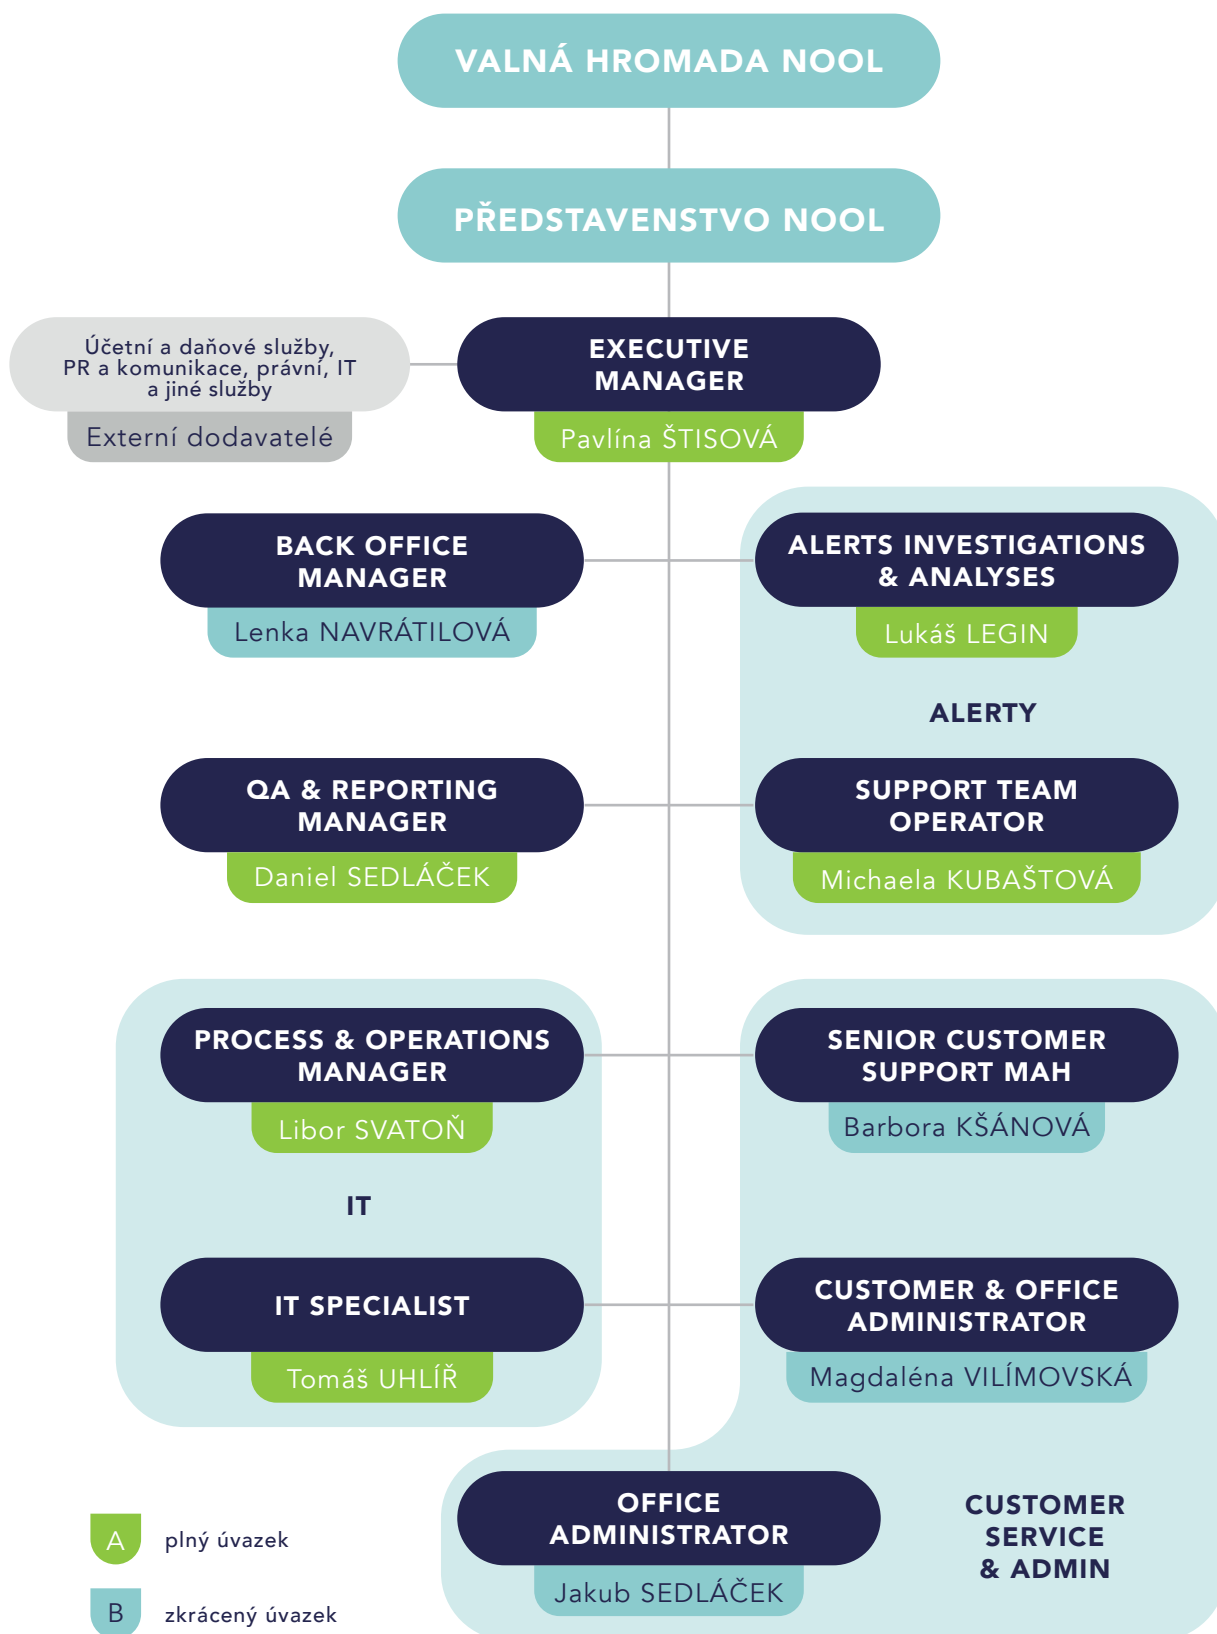 VALNÁ HROMADA NOOL
PŘEDSTAVENSTVO NOOL
Účetní a daňové služby,
PR a komunikace, právní, IT
a jiné služby
Externí dodavatelé
EXECUTIVE
MANAGER
Pavlína ŠTISOVÁ
BACK OFFICE
MANAGER
Lenka NAVRÁTILOVÁ
ALERTS INVESTIGATIONS
& ANALYSES
Lukáš LEGIN
ALERTY
QA & REPORTING
MANAGER
Daniel SEDLÁČEK
SUPPORT TEAM
OPERATOR
Michaela KUBAŠTOVÁ
PROCESS & OPERATIONS
MANAGER
Libor SVATOŇ
SENIOR CUSTOMER
SUPPORT MAH
Barbora KŠÁNOVÁ
IT
IT SPECIALIST
Tomáš UHLÍŘ
CUSTOMER & OFFICE
ADMINISTRATOR
Magdaléna VILÍMOVSKÁ
OFFICE
ADMINISTRATOR
Jakub SEDLÁČEK
CUSTOMER
SERVICE
& ADMIN
A plný úvazek
B zkrácený úvazek